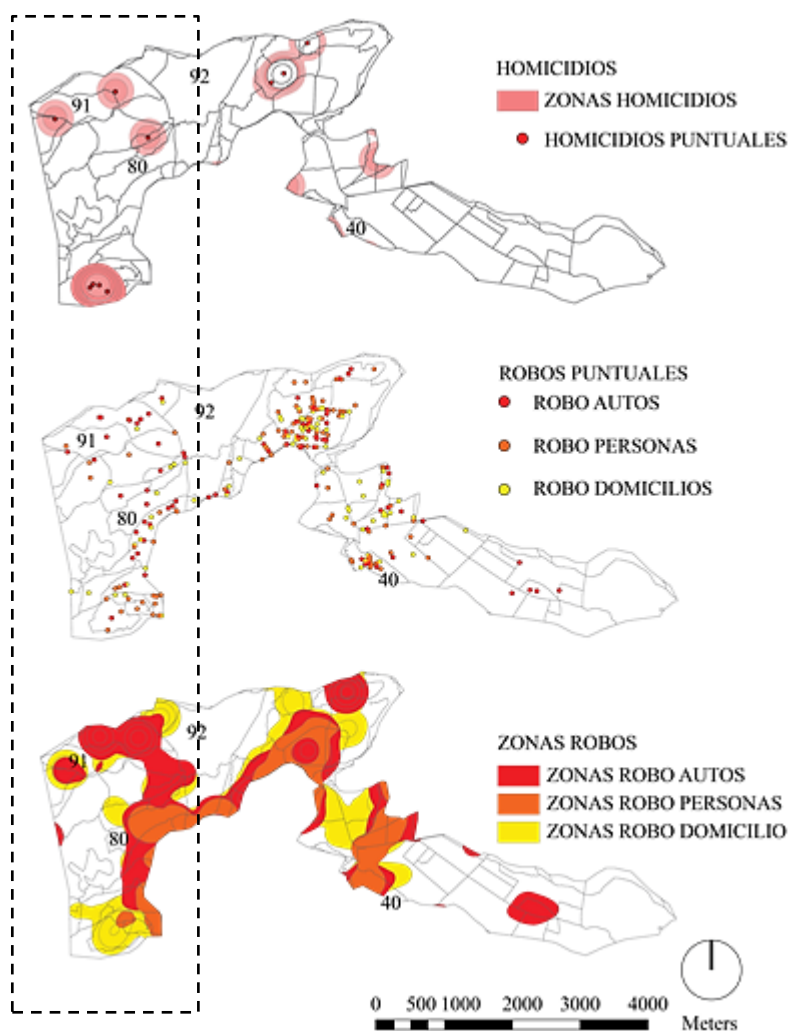 92
91
80
40
HOMICIDIOS
ZONAS HOMICIDIOS
HOMICIDIOS PUNTUALES
92
91
80
40
ROBOS PUNTUALES
ROBO AUTOS
ROBO PERSONAS
ROBO DOMICILIOS
92
91
80
40
ZONAS ROBOS
ZONAS ROBO AUTOS
ZONAS ROBO PERSONAS
ZONAS ROBO DOMICILIO
0 500 1000 2000 3000 4000
Meters